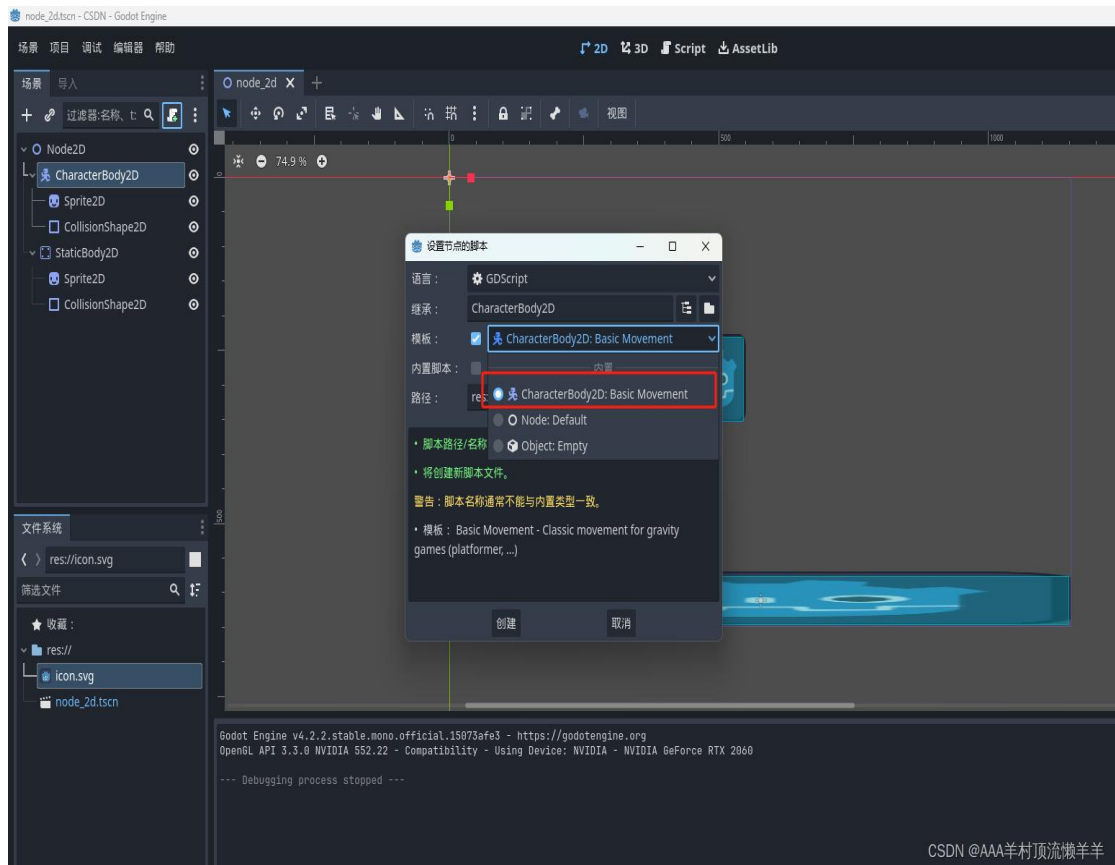 node_2d.tscn - CSDN - Godot Engine
场景 项目 调试 编辑器 帮助
2D 3D Script AssetLib
场景 导入
node_2d
过滤器:名称、t:
视图
0 500 1000
74.9 %
0
500
Node2D
CharacterBody2D
Sprite2D
CollisionShape2D
StaticBody2D
Sprite2D
CollisionShape2D
设置节点的脚本
语言： GDScript
继承： CharacterBody2D
模板： CharacterBody2D: Basic Movement
内置脚本： 内置
路径： res:
CharacterBody2D: Basic Movement
Node: Default
Object: Empty
• 脚本路径/名称
• 将创建新脚本文件。
警告：脚本名称通常不能与内置类型一致。
• 模板： Basic Movement - Classic movement for gravity
games (platformer, ...)
创建 取消
文件系统
res://icon.svg
筛选文件
收藏：
res://
icon.svg
node_2d.tscn
Godot Engine v4.2.2.stable.mono.official.15073afe3 - https://godotengine.org
OpenGL API 3.3.0 NVIDIA 552.22 - Compatibility - Using Device: NVIDIA - NVIDIA GeForce RTX 2060
--- Debugging process stopped ---
CSDN @AAA羊村顶流懒羊羊